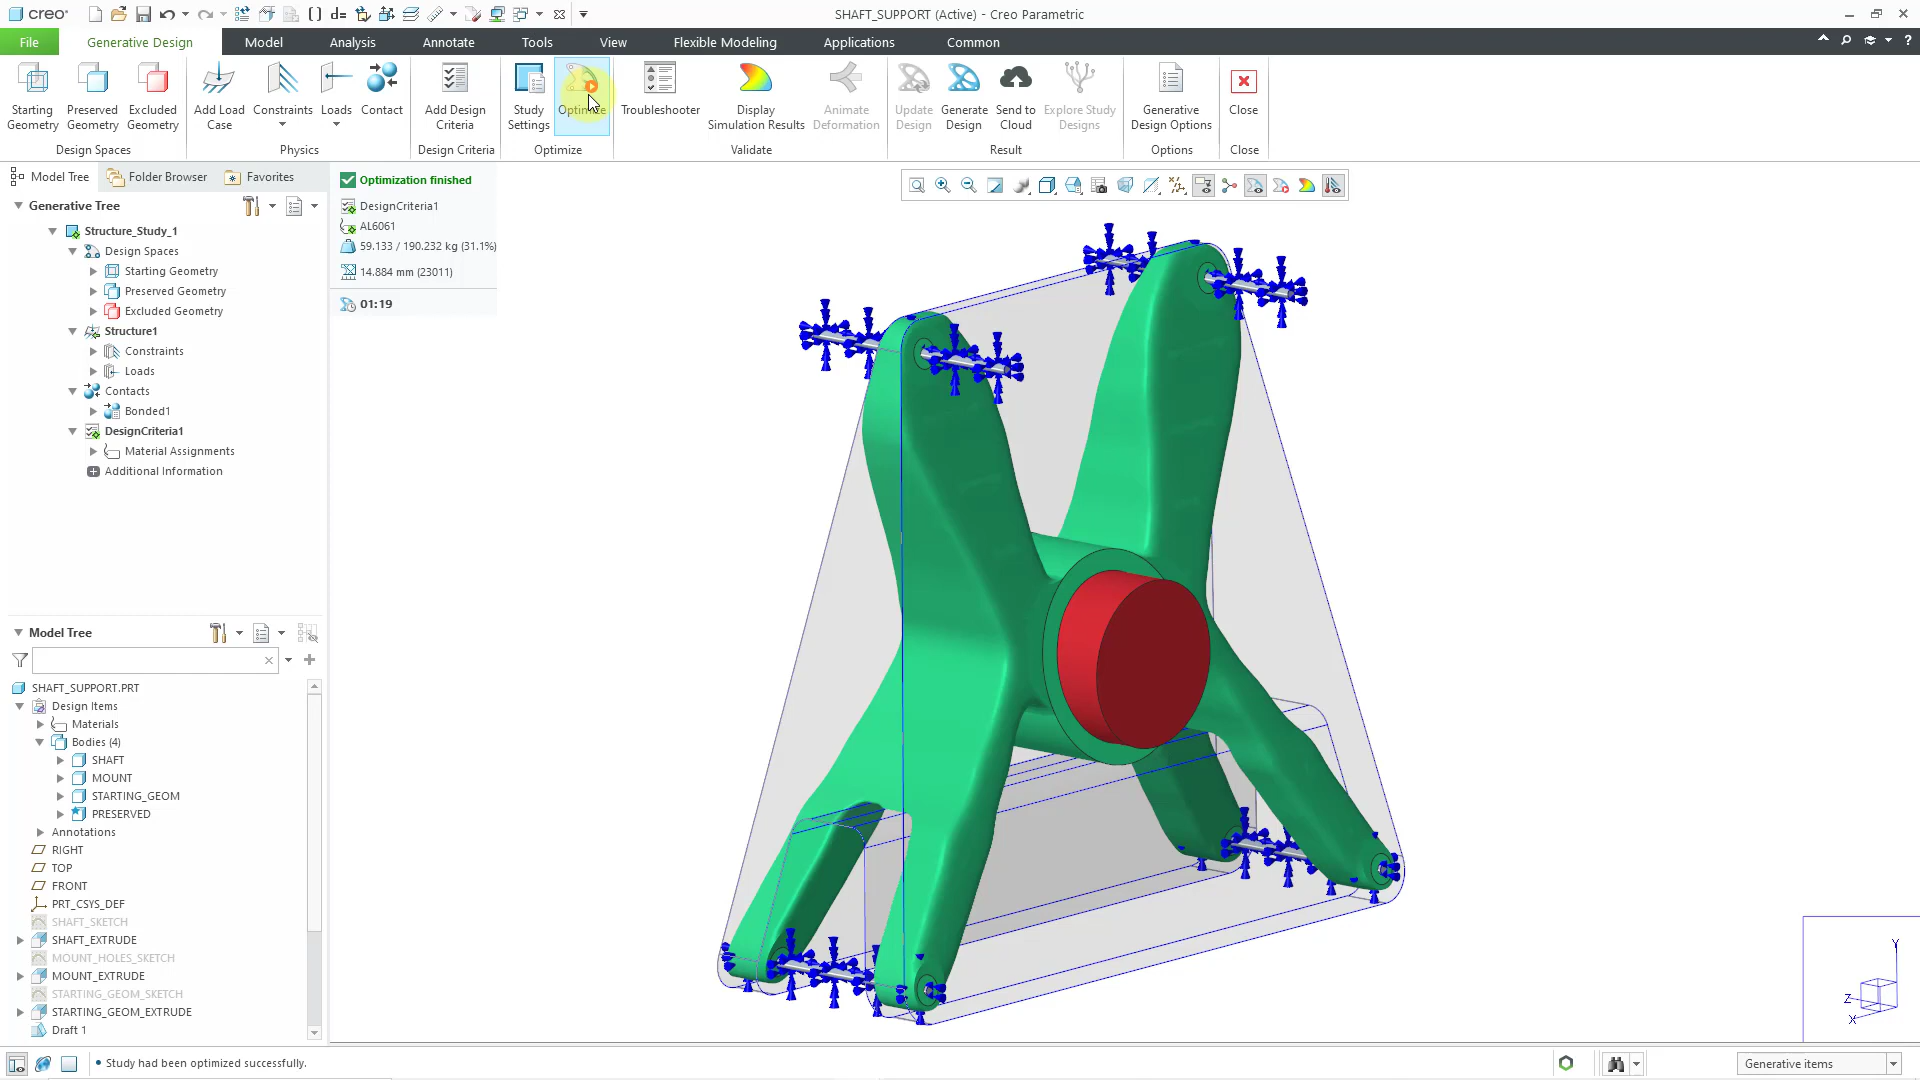 creo
SHAFT_SUPPORT (Active) - Creo Parametric
File Generative Design Model Analysis Annotate Tools View Flexible Modeling Applications Common
Starting Geometry
Preserved Geometry
Excluded Geometry
Add Load Case
Constraints
Loads
Contact
Add Design Criteria
Study Settings
Optimize
Troubleshooter
Display Simulation Results
Animate Deformation
Update Design
Generate Design
Send to Cloud
Explore Study Designs
Generative Design Options
Close
Design Spaces Physics Design Criteria Optimize Validate Result Options Close
Model Tree Folder Browser Favorites
Generative Tree
Structure_Study_1
Design Spaces
Starting Geometry
Preserved Geometry
Excluded Geometry
Structure1
Constraints
Loads
Contacts
Bonded1
DesignCriteria1
Material Assignments
Additional Information
Optimization finished
DesignCriteria1
AL6061
59.133 / 190.232 kg (31.1%)
14.884 mm (23011)
01:19
Model Tree
SHAFT_SUPPORT.PRT
Design Items
Materials
Bodies (4)
SHAFT
MOUNT
STARTING_GEOM
PRESERVED
Annotations
RIGHT
TOP
FRONT
PRT_CSYS_DEF
SHAFT_SKETCH
SHAFT_EXTRUDE
MOUNT_HOLES_SKETCH
MOUNT_EXTRUDE
STARTING_GEOM_SKETCH
STARTING_GEOM_EXTRUDE
Draft 1
Y
Z
X
• Study had been optimized successfully.
Generative items